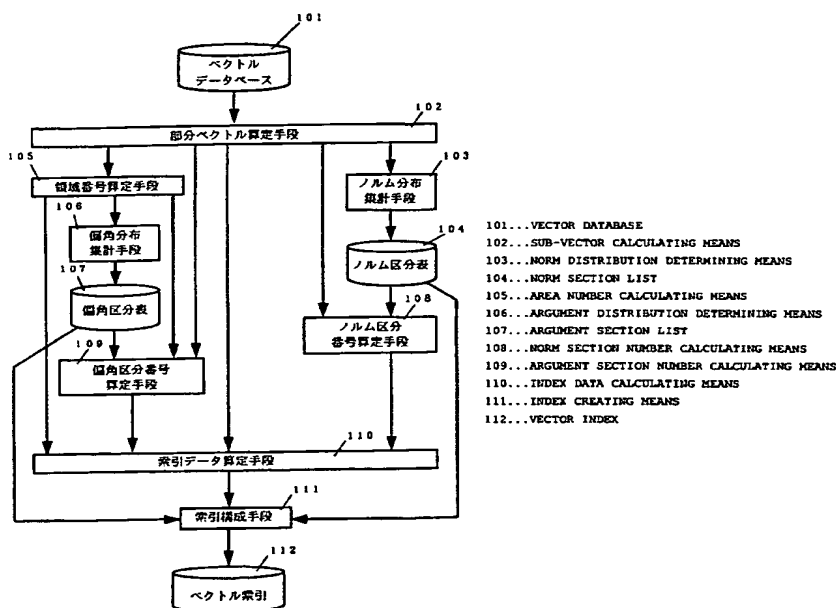 101
ベクトル
データベース
102
部分ベクトル算定手段
105
領域番号算定手段
103
ノルム分布
集計手段
106
偏角分布
集計手段
104
ノルム区分表
107
偏角区分表
108
ノルム区分
番号算定手段
109
偏角区分番号
算定手段
110
索引データ算定手段
111
索引構成手段
112
ベクトル索引
101...VECTOR DATABASE
102...SUB-VECTOR CALCULATING MEANS
103...NORM DISTRIBUTION DETERMINING MEANS
104...NORM SECTION LIST
105...AREA NUMBER CALCULATING MEANS
106...ARGUMENT DISTRIBUTION DETERMINING MEANS
107...ARGUMENT SECTION LIST
108...NORM SECTION NUMBER CALCULATING MEANS
109...ARGUMENT SECTION NUMBER CALCULATING MEANS
110...INDEX DATA CALCULATING MEANS
111...INDEX CREATING MEANS
112...VECTOR INDEX